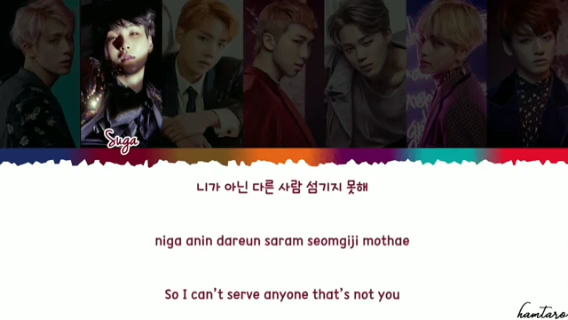 Suga
니가 아닌 다른 사람 섬기지 못해
niga anin dareun saram seomgiji mothae
So I can't serve anyone that's not you
hamtaro